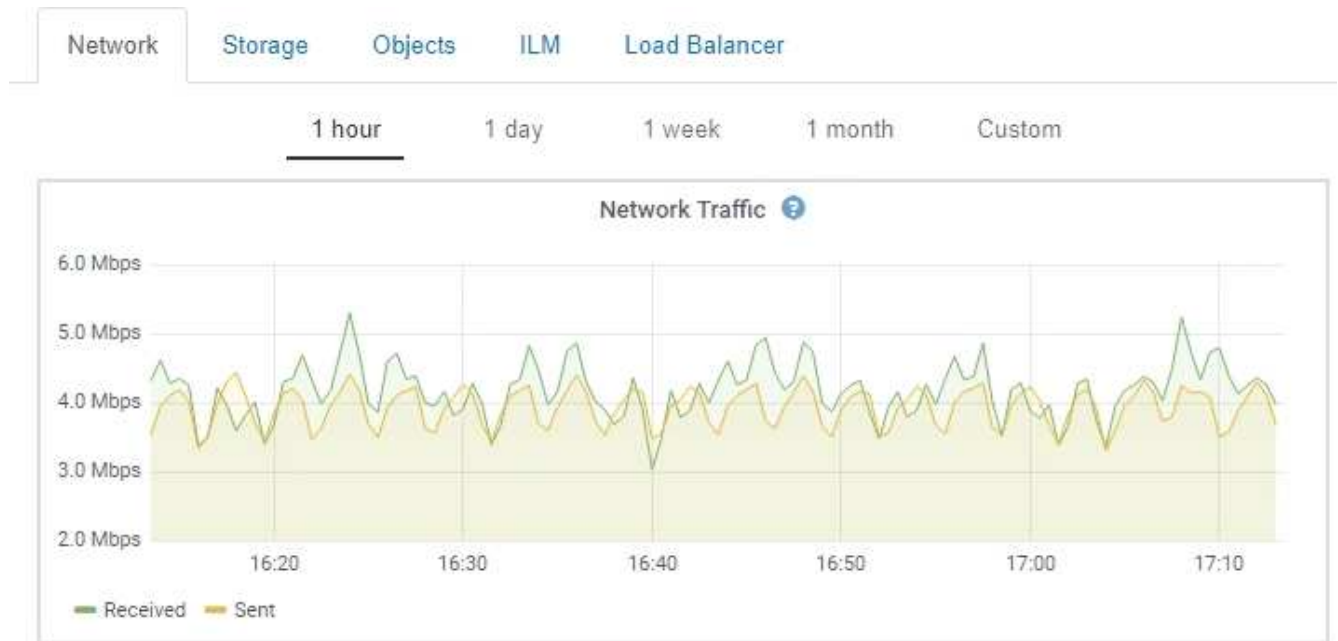 Network Storage Objects ILM Load Balancer
1 hour 1 day 1 week 1 month Custom
Network Traffic ?
6.0 Mbps
5.0 Mbps
4.0 Mbps
3.0 Mbps
2.0 Mbps
16:20 16:30 16:40 16:50 17:00 17:10
Received Sent